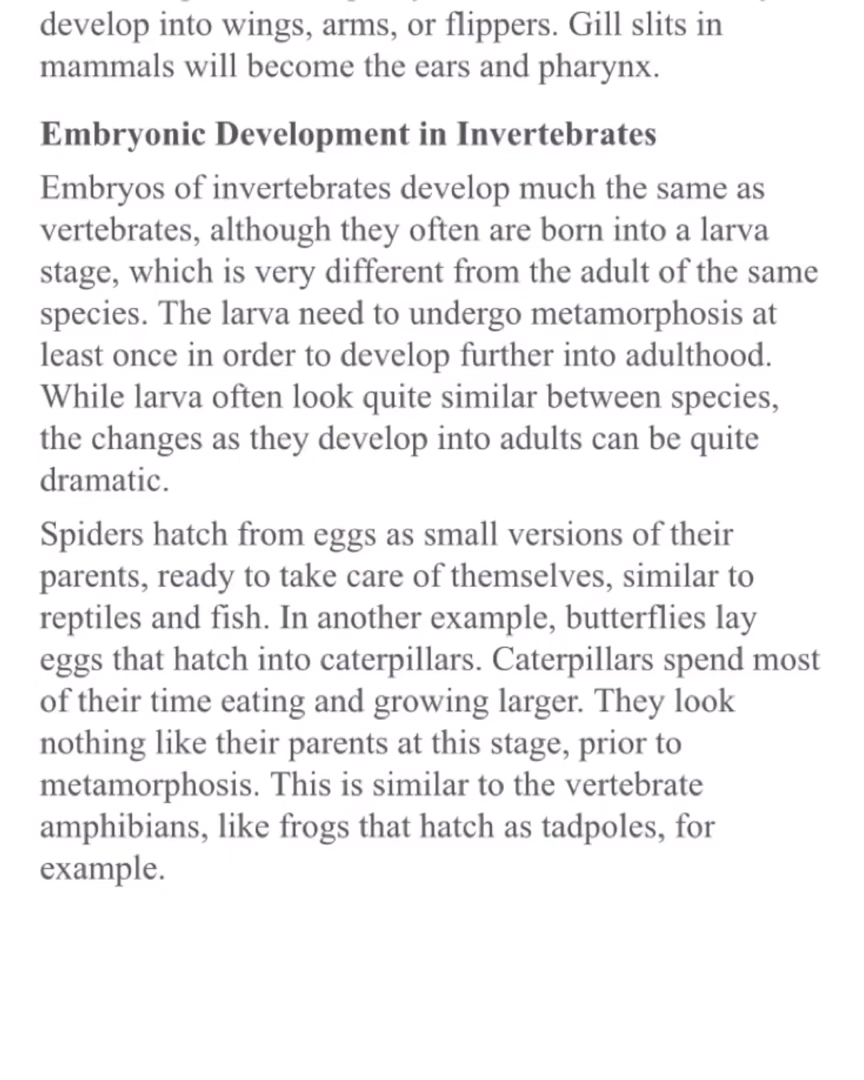 develop into wings, arms, or flippers. Gill slits in
mammals will become the ears and pharynx.
Embryonic Development in Invertebrates
Embryos of invertebrates develop much the same as
vertebrates, although they often are born into a larva
stage, which is very different from the adult of the same
species. The larva need to undergo metamorphosis at
least once in order to develop further into adulthood.
While larva often look quite similar between species,
the changes as they develop into adults can be quite
dramatic.
Spiders hatch from eggs as small versions of their
parents, ready to take care of themselves, similar to
reptiles and fish. In another example, butterflies lay
eggs that hatch into caterpillars. Caterpillars spend most
of their time eating and growing larger. They look
nothing like their parents at this stage, prior to
metamorphosis. This is similar to the vertebrate
amphibians, like frogs that hatch as tadpoles, for
example.